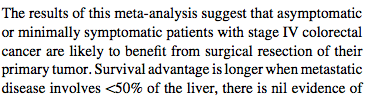 The results of this meta-analysis suggest that asymptomatic
or minimally symptomatic patients with stage IV colorectal
cancer are likely to benefit from surgical resection of their
primary tumor. Survival advantage is longer when metastatic
disease involves <50% of the liver, there is nil evidence of